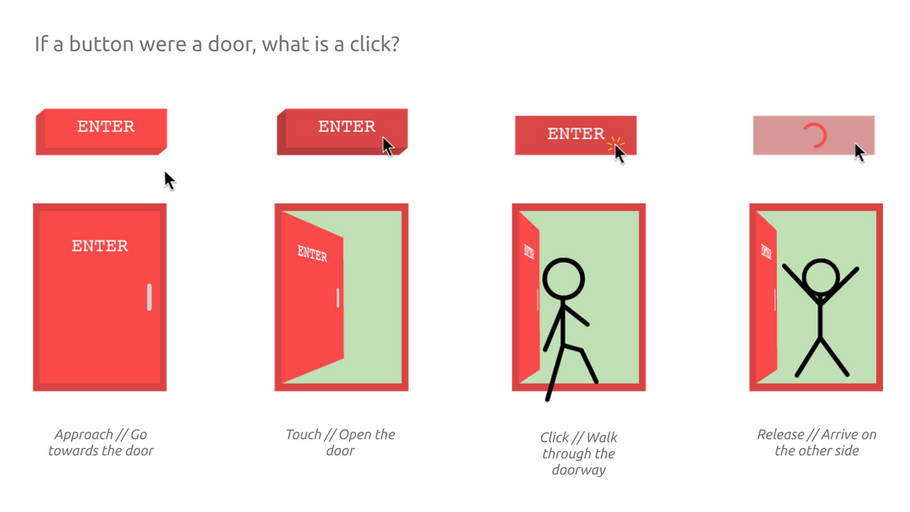 If a button were a door, what is a click?
ENTER
ENTER
ENTER
ENTER
ENTER
ENTER
ENTER
Approach // Go
towards the door
Touch // Open the
door
Click // Walk
through the
doorway
Release // Arrive on
the other side